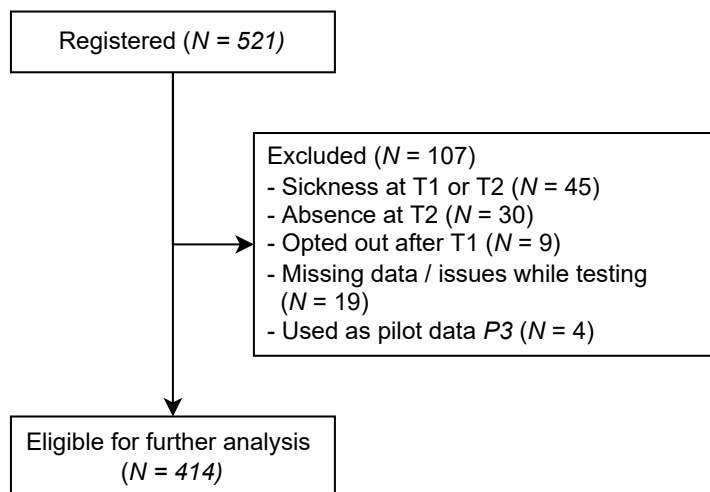 Registered (N = 521)
Excluded (N = 107)
- Sickness at T1 or T2 (N = 45)
- Absence at T2 (N = 30)
- Opted out after T1 (N = 9)
- Missing data / issues while testing
(N = 19)
- Used as pilot data P3 (N = 4)
Eligible for further analysis
(N = 414)